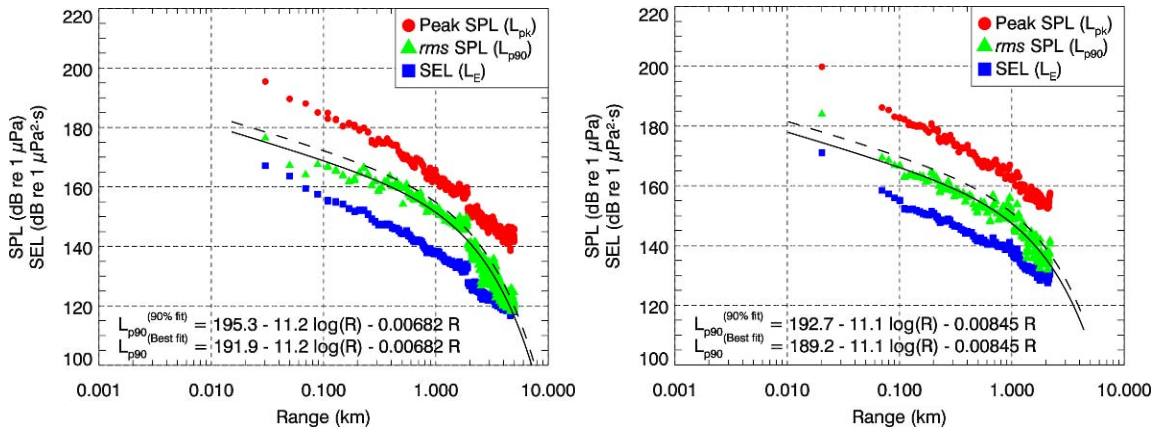 220
200
180
160
140
120
100
SPL (dB re 1 µPa)
SEL (dB re 1 µPa²·s)
Peak SPL (Lpk)
rms SPL (Lp90)
SEL (LE)
Lp90(90% fit) = 195.3 - 11.2 log(R) - 0.00682 R
Lp90(Best fit) = 191.9 - 11.2 log(R) - 0.00682 R
0.001 0.010 0.100 1.000 10.000
Range (km)
220
200
180
160
140
120
100
SPL (dB re 1 µPa)
SEL (dB re 1 µPa²·s)
Peak SPL (Lpk)
rms SPL (Lp90)
SEL (LE)
Lp90(90% fit) = 192.7 - 11.1 log(R) - 0.00845 R
Lp90(Best fit) = 189.2 - 11.1 log(R) - 0.00845 R
0.001 0.010 0.100 1.000 10.000
Range (km)